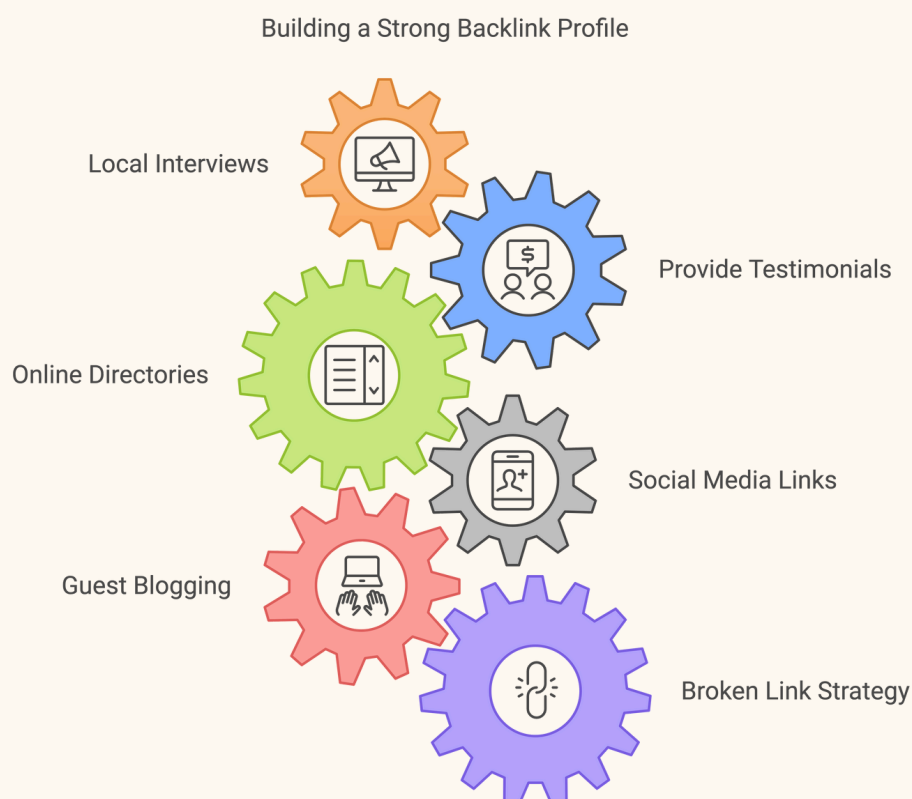 Building a Strong Backlink Profile
Local Interviews
Provide Testimonials
$
Online Directories
Social Media Links
Guest Blogging
Broken Link Strategy